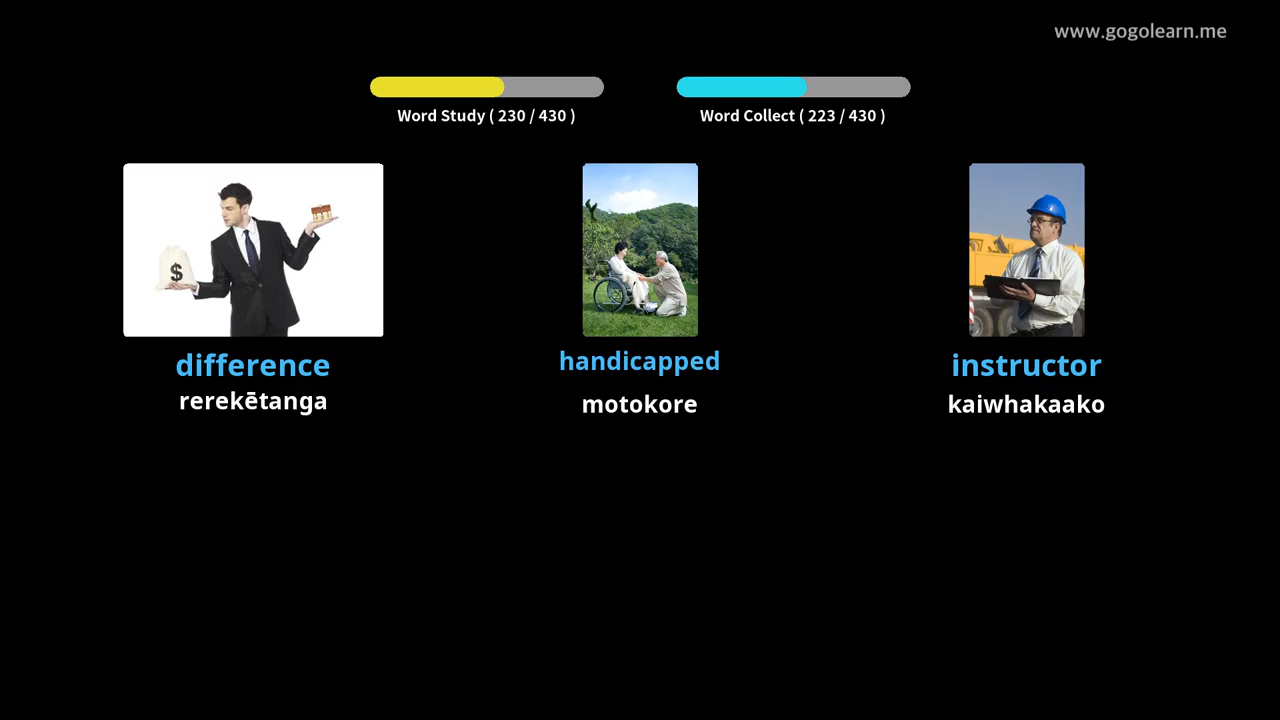 www.gogolearn.me
Word Study ( 230 / 430 )
Word Collect ( 223 / 430 )
$
difference
handicapped
instructor
rerekētanga
motokore
kaiwhakaako